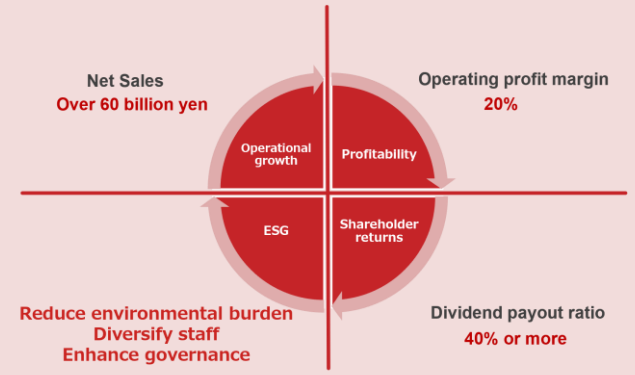 Net Sales
Over 60 billion yen
Operating profit margin
20%
Operational
growth
Profitability
ESG
Shareholder
returns
Reduce environmental burden
Diversify staff
Enhance governance
Dividend payout ratio
40% or more